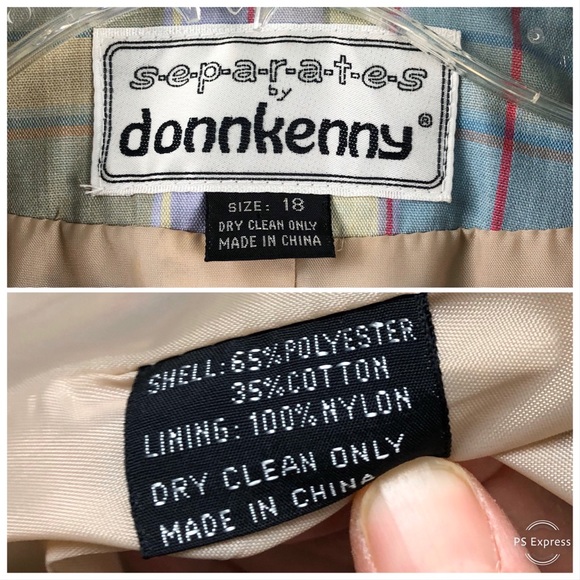 s-e-p-a-r-a-t-e-s
by
donnkenny®
SIZE: 18
DRY CLEAN ONLY
MADE IN CHINA
SHELL: 65% POLYESTER
35% COTTON
LINING: 100% NYLON
DRY CLEAN ONLY
MADE IN CHINA
PS Express